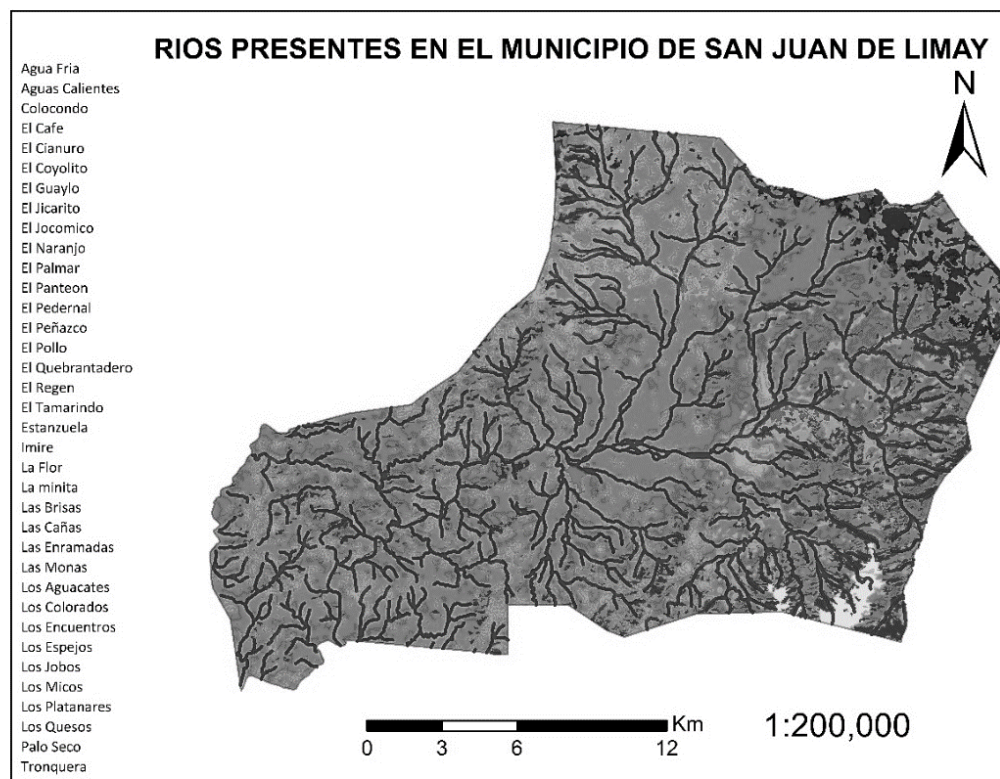 RIOS PRESENTES EN EL MUNICIPIO DE SAN JUAN DE LIMAY
N
Agua Fria
Aguas Calientes
Colocondo
El Cafe
El Cianuro
El Coyolito
El Guaylo
El Jicarito
El Jocomico
El Naranjo
El Palmar
El Panteon
El Pedernal
El Peñazco
El Pollo
El Quebrantadero
El Regen
El Tamarindo
Estanzuela
Imire
La Flor
La minita
Las Brisas
Las Cañas
Las Enramadas
Las Monas
Los Aguacates
Los Colorados
Los Encuentros
Los Espejos
Los Jobos
Los Micos
Los Platanares
Los Quesos
Palo Seco
Tronquera
Km
0 3 6 12
1:200,000